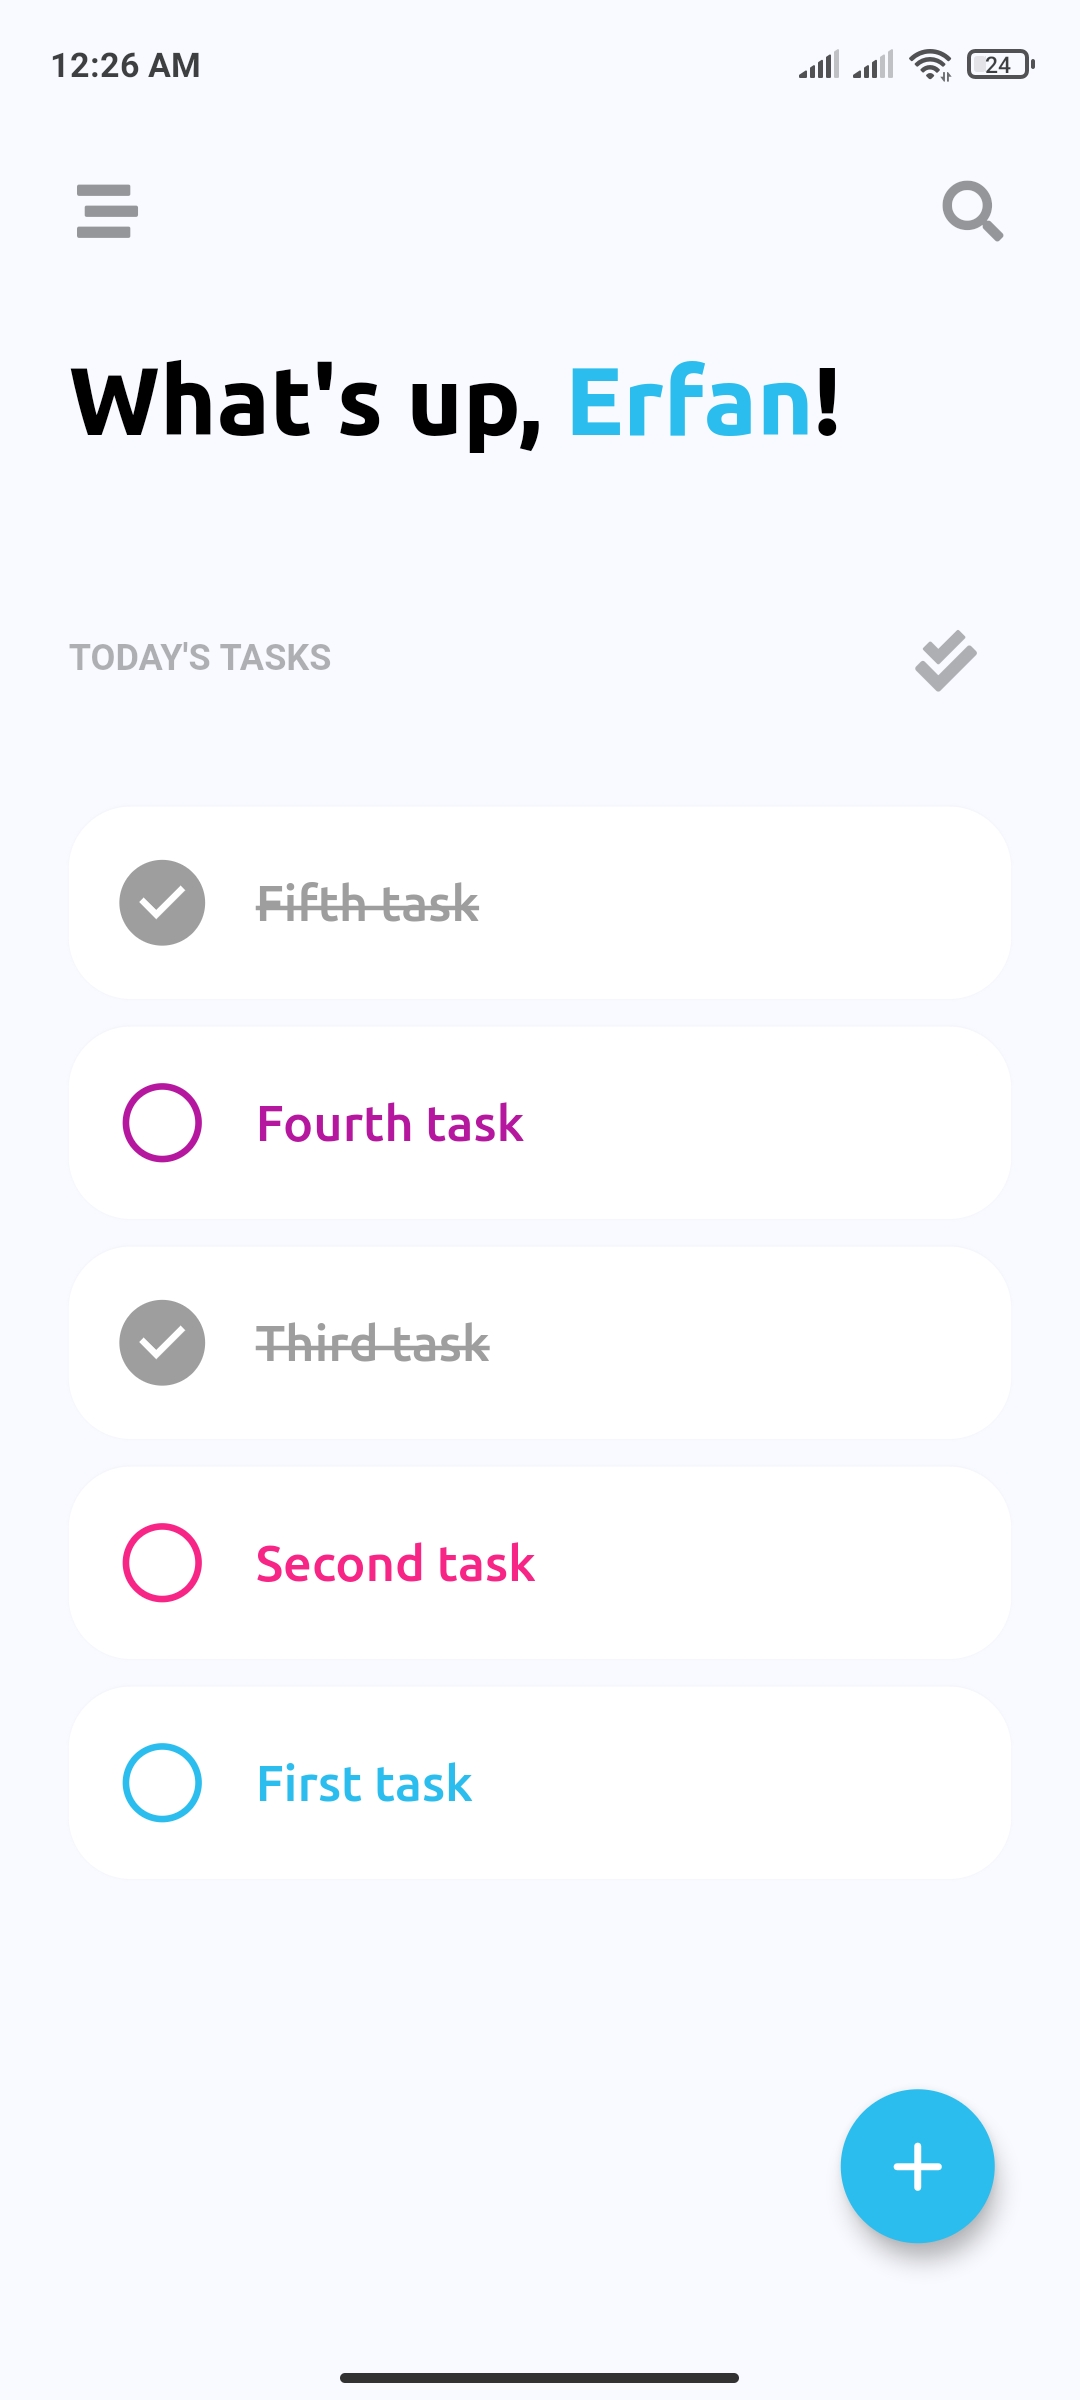 12:26 AM 24
What's up, Erfan!
TODAY'S TASKS
Fifth task
Fourth task
Third task
Second task
First task